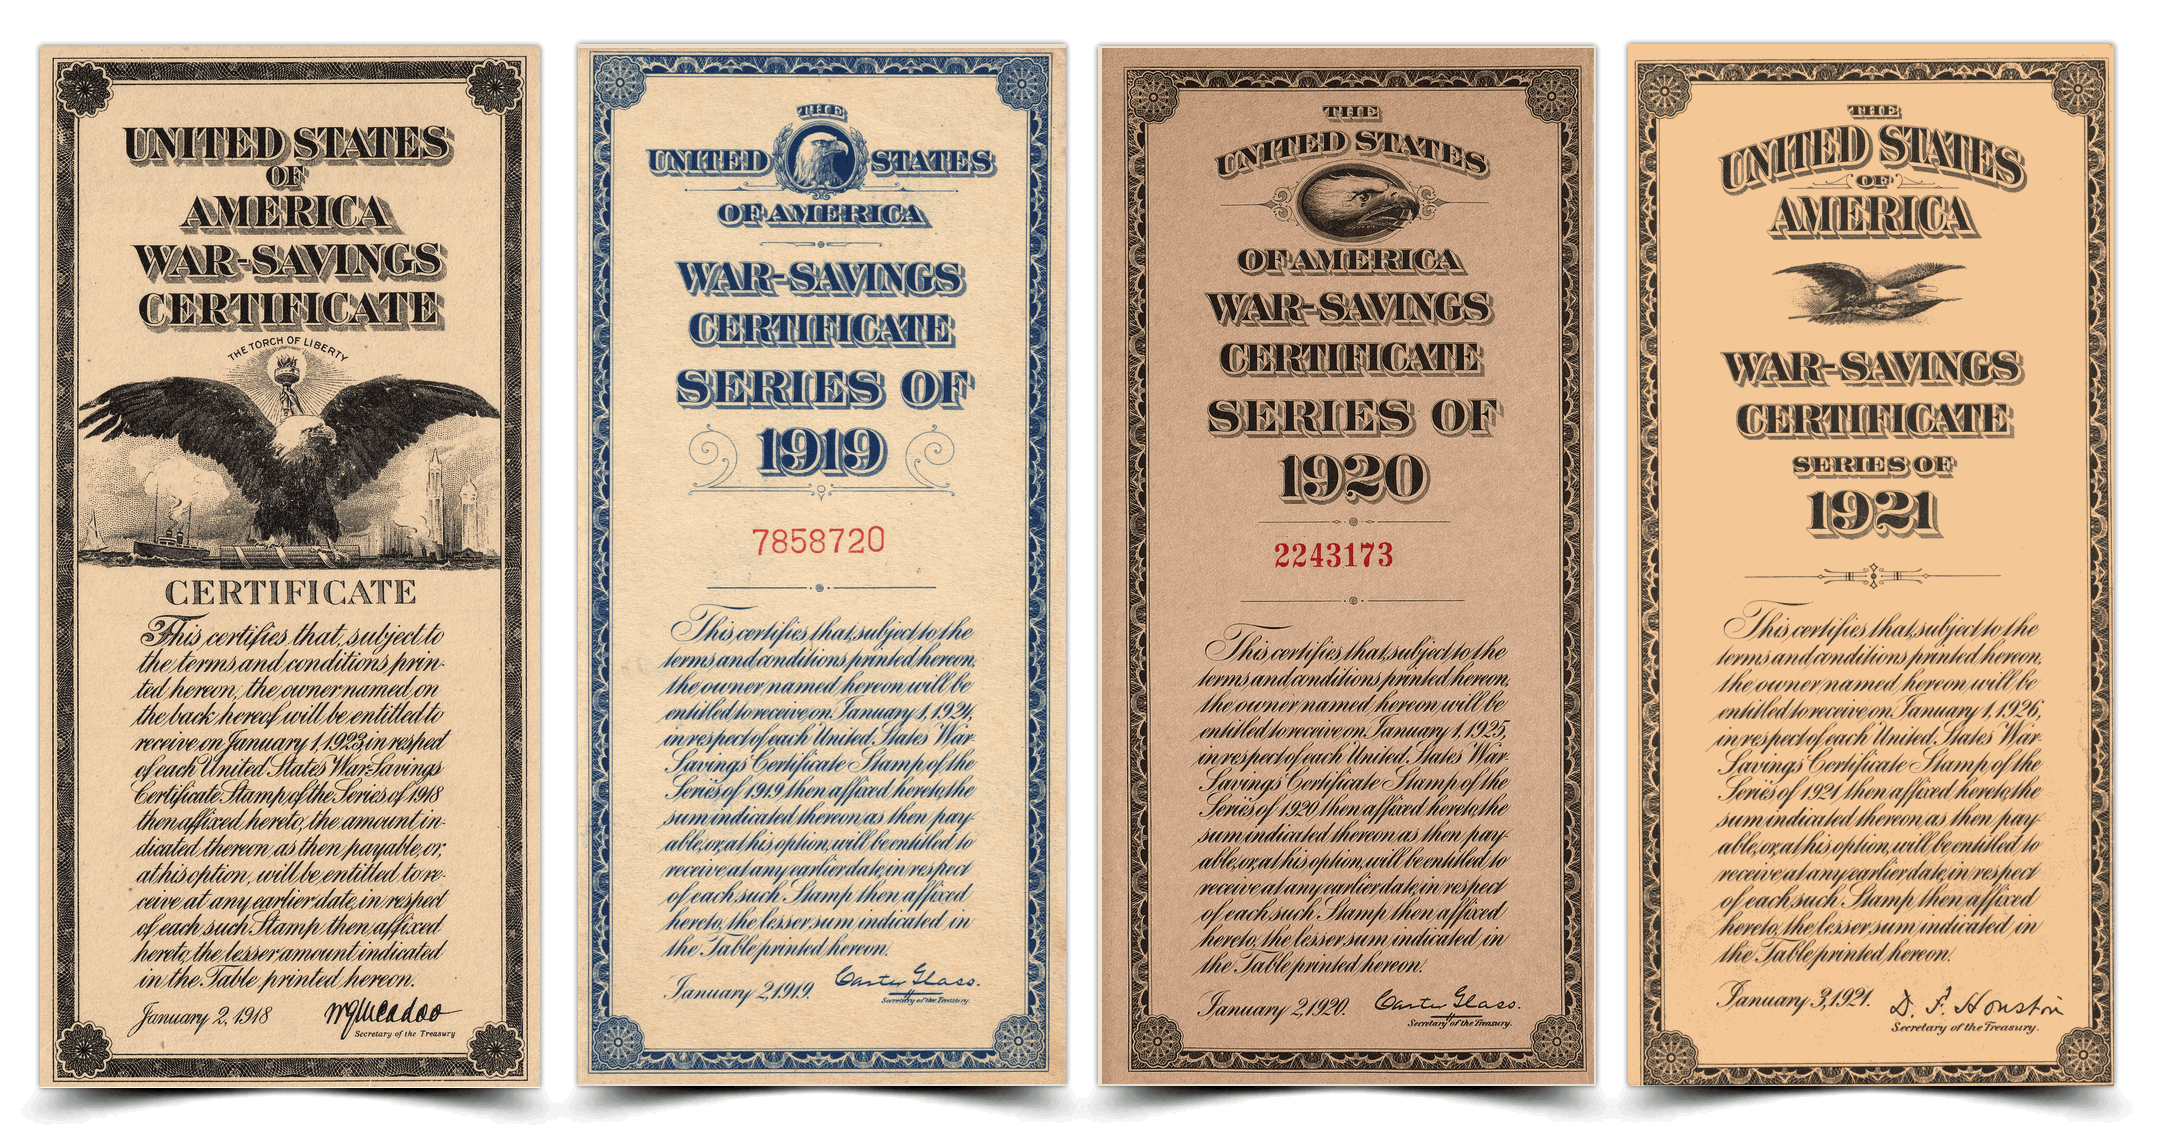 UNITED STATES
OF
AMERICA
WAR-SAVINGS
CERTIFICATE
THE TORCH OF LIBERTY
CERTIFICATE
This certifies that, subject to
the terms and conditions prin-
ted hereon, the owner named on
the back hereof will be entitled to
receive on January 1, 1923, in respect
of each United States War-Savings
Certificate Stamp of the Series of 1918
then affixed hereto, the amount in-
dicated thereon as then payable, or,
at his option, will be entitled to re-
ceive at any earlier date, in respect
of each such Stamp then affixed
hereto, the lesser amount indicated
in the Table printed hereon.
January 2, 1918
W G McAdoo
Secretary of the Treasury
THE
UNITED STATES
OF AMERICA
WAR-SAVINGS
CERTIFICATE
SERIES OF
1919
7858720
This certifies that, subject to the
terms and conditions printed hereon,
the owner named hereon will be
entitled to receive on January 1, 1924,
in respect of each United States War-
Savings Certificate Stamp of the
Series of 1919 then affixed hereto, the
sum indicated thereon as then pay-
able, or, at his option, will be entitled to
receive at any earlier date, in respect
of each such Stamp then affixed
hereto, the lesser sum indicated in
the Table printed hereon.
January 2, 1919.
Carter Glass.
Secretary of the Treasury.
THE
UNITED STATES
OF AMERICA
WAR-SAVINGS
CERTIFICATE
SERIES OF
1920
2243173
This certifies that, subject to the
terms and conditions printed hereon,
the owner named hereon will be
entitled to receive on January 1, 1925,
in respect of each United States War-
Savings Certificate Stamp of the
Series of 1920 then affixed hereto, the
sum indicated thereon as then pay-
able, or, at his option, will be entitled to
receive at any earlier date, in respect
of each such Stamp then affixed
hereto, the lesser sum indicated in
the Table printed hereon.
January 2, 1920.
Carter Glass.
Secretary of the Treasury.
THE
UNITED STATES
OF
AMERICA
WAR-SAVINGS
CERTIFICATE
SERIES OF
1921
This certifies that, subject to the
terms and conditions printed hereon,
the owner named hereon will be
entitled to receive on January 1, 1926,
in respect of each United States War-
Savings Certificate Stamp of the
Series of 1921 then affixed hereto, the
sum indicated thereon as then pay-
able, or, at his option, will be entitled to
receive at any earlier date, in respect
of each such Stamp then affixed
hereto, the lesser sum indicated in
the Table printed hereon.
January 3, 1921.
D. F. Houston
Secretary of the Treasury.